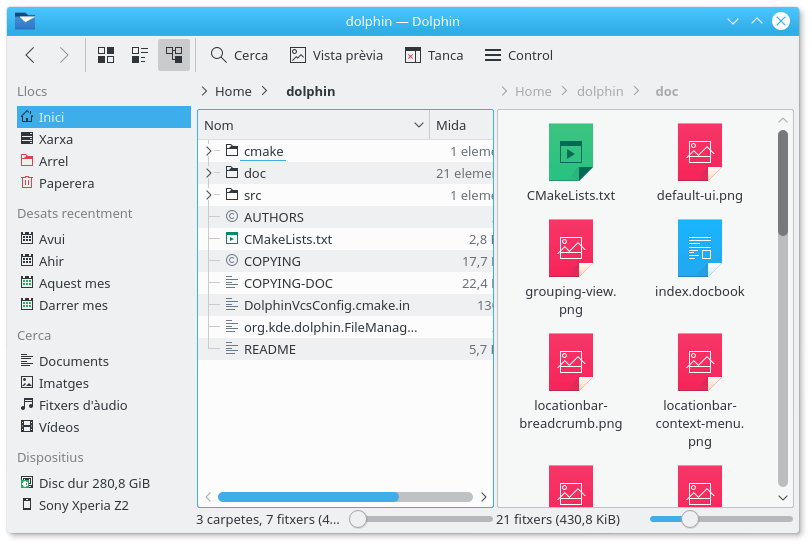 dolphin — Dolphin
Cerca
Vista prèvia
Tanca
Control
Llocs
Inici
Xarxa
Arrel
Paperera
Desats recentment
Avui
Ahir
Aquest mes
Darrer mes
Cerca
Documents
Imatges
Fitxers d'àudio
Vídeos
Dispositius
Disc dur 280,8 GiB
Sony Xperia Z2
Home dolphin
Nom Mida
cmake 1 eleme
doc 21 elemen
src 1 eleme
AUTHORS
CMakeLists.txt 2,8
COPYING 17,7
COPYING-DOC 22,4
DolphinVcsConfig.cmake.in 13
org.kde.dolphin.FileManag...
README 5,7
3 carpetes, 7 fitxers (4...
Home dolphin doc
CMakeLists.txt
default-ui.png
grouping-view.
png
index.docbook
locationbar-
breadcrumb.png
locationbar-
context-menu.
png
21 fitxers (430,8 KiB)